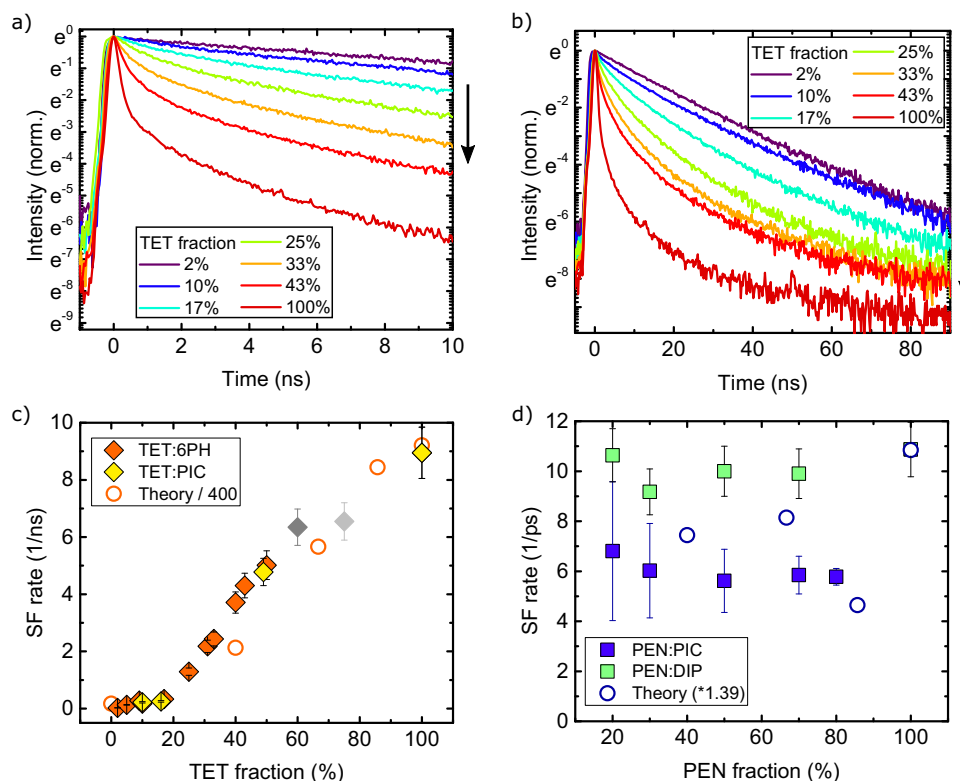 a)
e⁰
e⁻¹
e⁻²
e⁻³
e⁻⁴
e⁻⁵
e⁻⁶
e⁻⁷
e⁻⁸
e⁻⁹
Intensity (norm.)
TET fraction
2%
10%
17%
25%
33%
43%
100%
0 2 4 6 8 10
Time (ns)
b)
e⁰
e⁻²
e⁻⁴
e⁻⁶
e⁻⁸
Intensity (norm.)
TET fraction
2%
10%
17%
25%
33%
43%
100%
0 20 40 60 80
Time (ns)
c)
10
8
6
4
2
0
SF rate (1/ns)
TET:6PH
TET:PIC
Theory / 400
0 20 40 60 80 100
TET fraction (%)
d)
12
10
8
6
4
2
0
SF rate (1/ps)
PEN:PIC
PEN:DIP
Theory (*1.39)
20 40 60 80 100
PEN fraction (%)